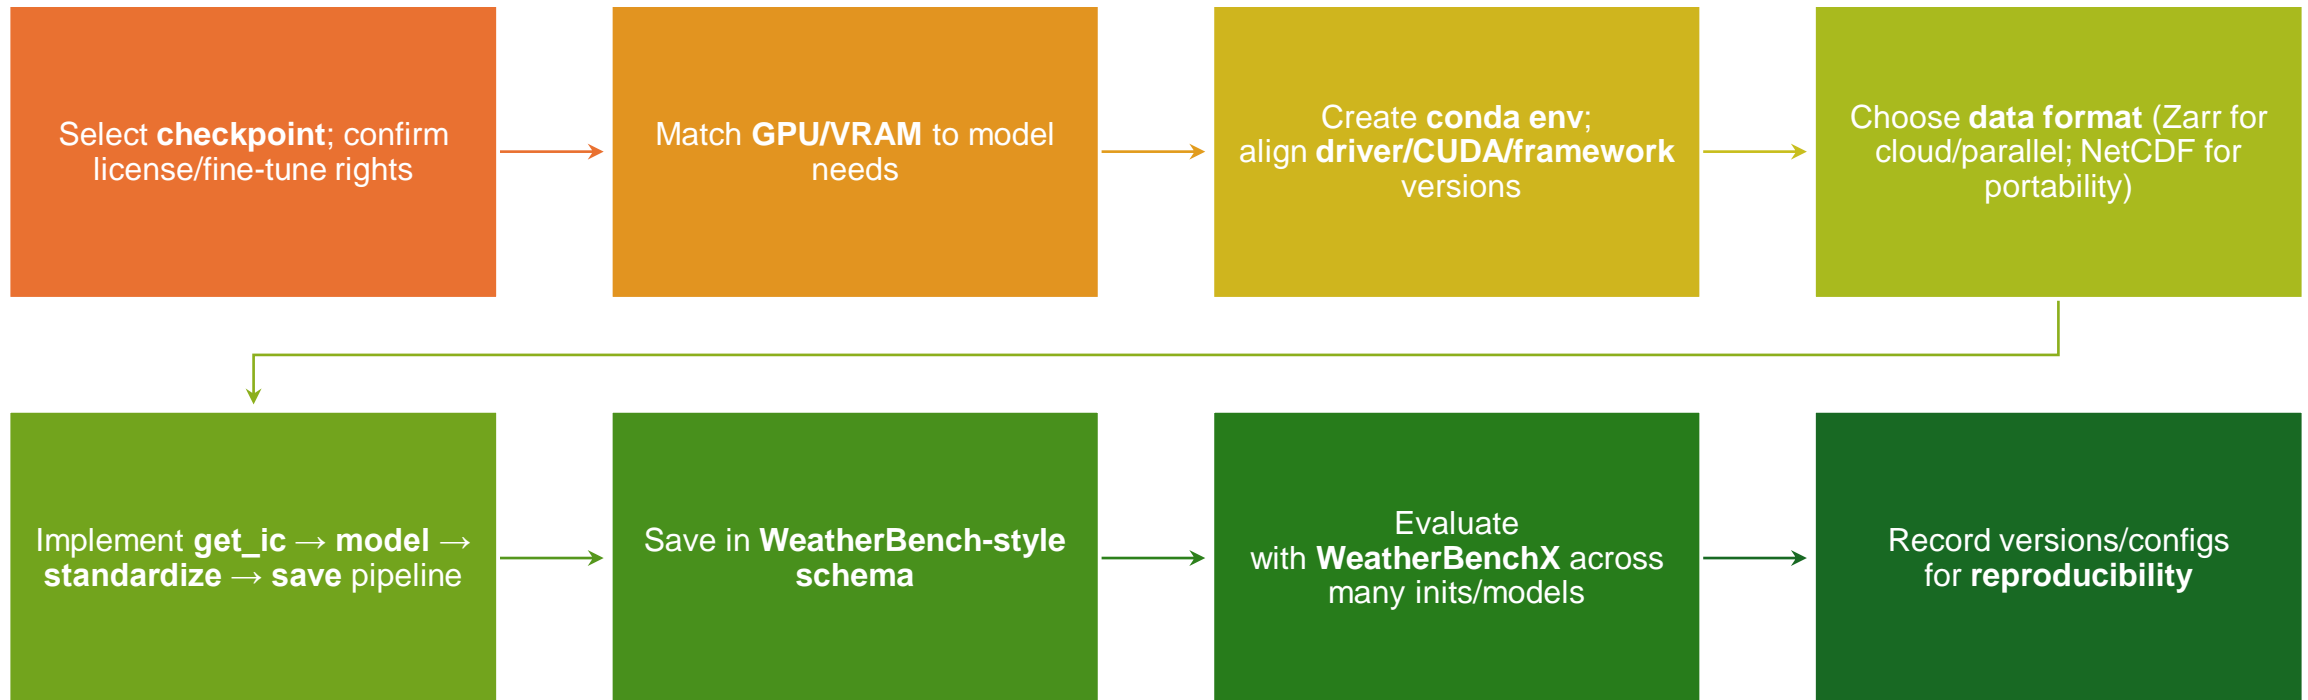 Select checkpoint; confirm
license/fine-tune rights
Match GPU/VRAM to model
needs
Create conda env;
align driver/CUDA/framework
versions
Choose data format (Zarr for
cloud/parallel; NetCDF for
portability)
Implement get_ic → model →
standardize → save pipeline
Save in WeatherBench-style
schema
Evaluate
with WeatherBenchX across
many inits/models
Record versions/configs
for reproducibility